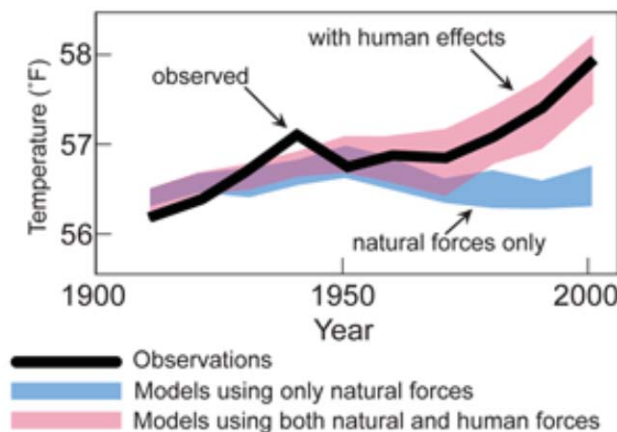 58
with human effects
observed
57
Temperature (°F)
56
natural forces only
1900
1950
2000
Year
Observations
Models using only natural forces
Models using both natural and human forces